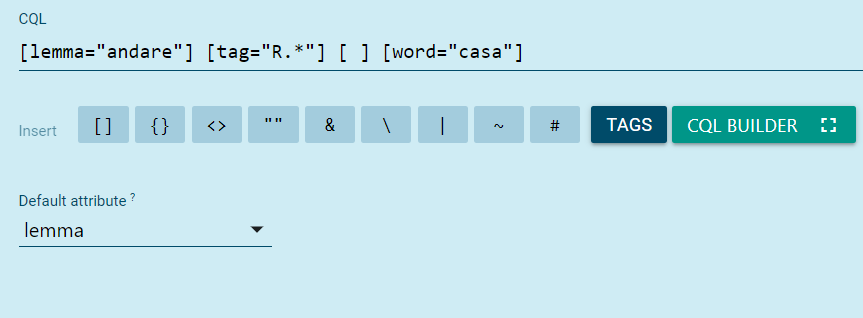 CQL
[lemma="andare"] [tag="R.*"] [ ] [word="casa"]
Insert [] {} <> "" & \ | ~ # TAGS CQL BUILDER
Default attribute ?
lemma